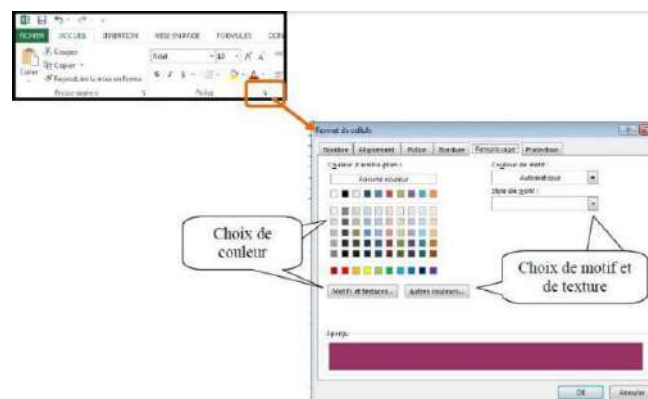 FICHIER ACCUEIL INSERTION MISE EN PAGE FORMULES DON
Couper
Coller Copier
Reproduire la mise en forme
Presse-papiers Police
Arial 10
Format de cellule
Nombre Alignement Police Bordure Remplissage Protection
Couleur d'arrière-plan :
Aucune couleur
Couleur de motif :
Automatique
Style de motif :
Choix de
couleur
Choix de motif et
de texture
Motifs et textures... Autres couleurs...
Aperçu
OK Annuler